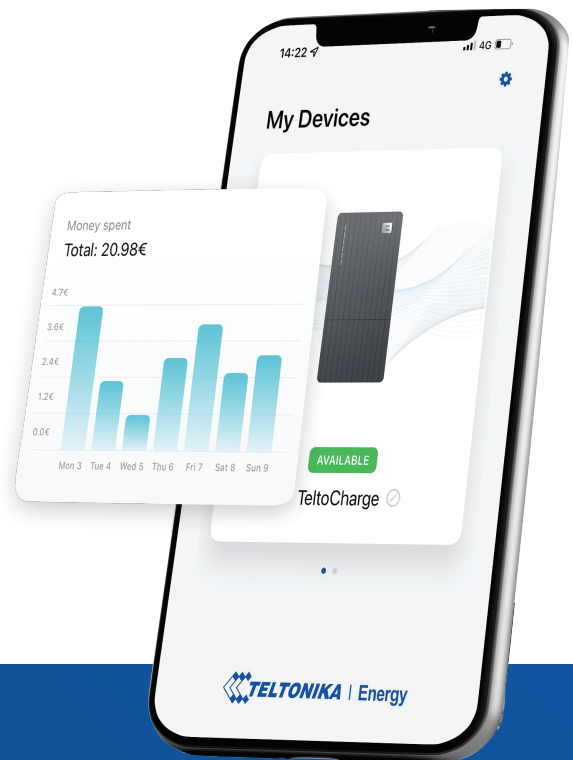 14:22
4G
My Devices
Money spent
Total: 20.98€
4.7€
3.6€
2.4€
1.2€
0.0€
Mon 3 Tue 4 Wed 5 Thu 6 Fri 7 Sat 8 Sun 9
AVAILABLE
TeltoCharge
TELTONIKA | Energy